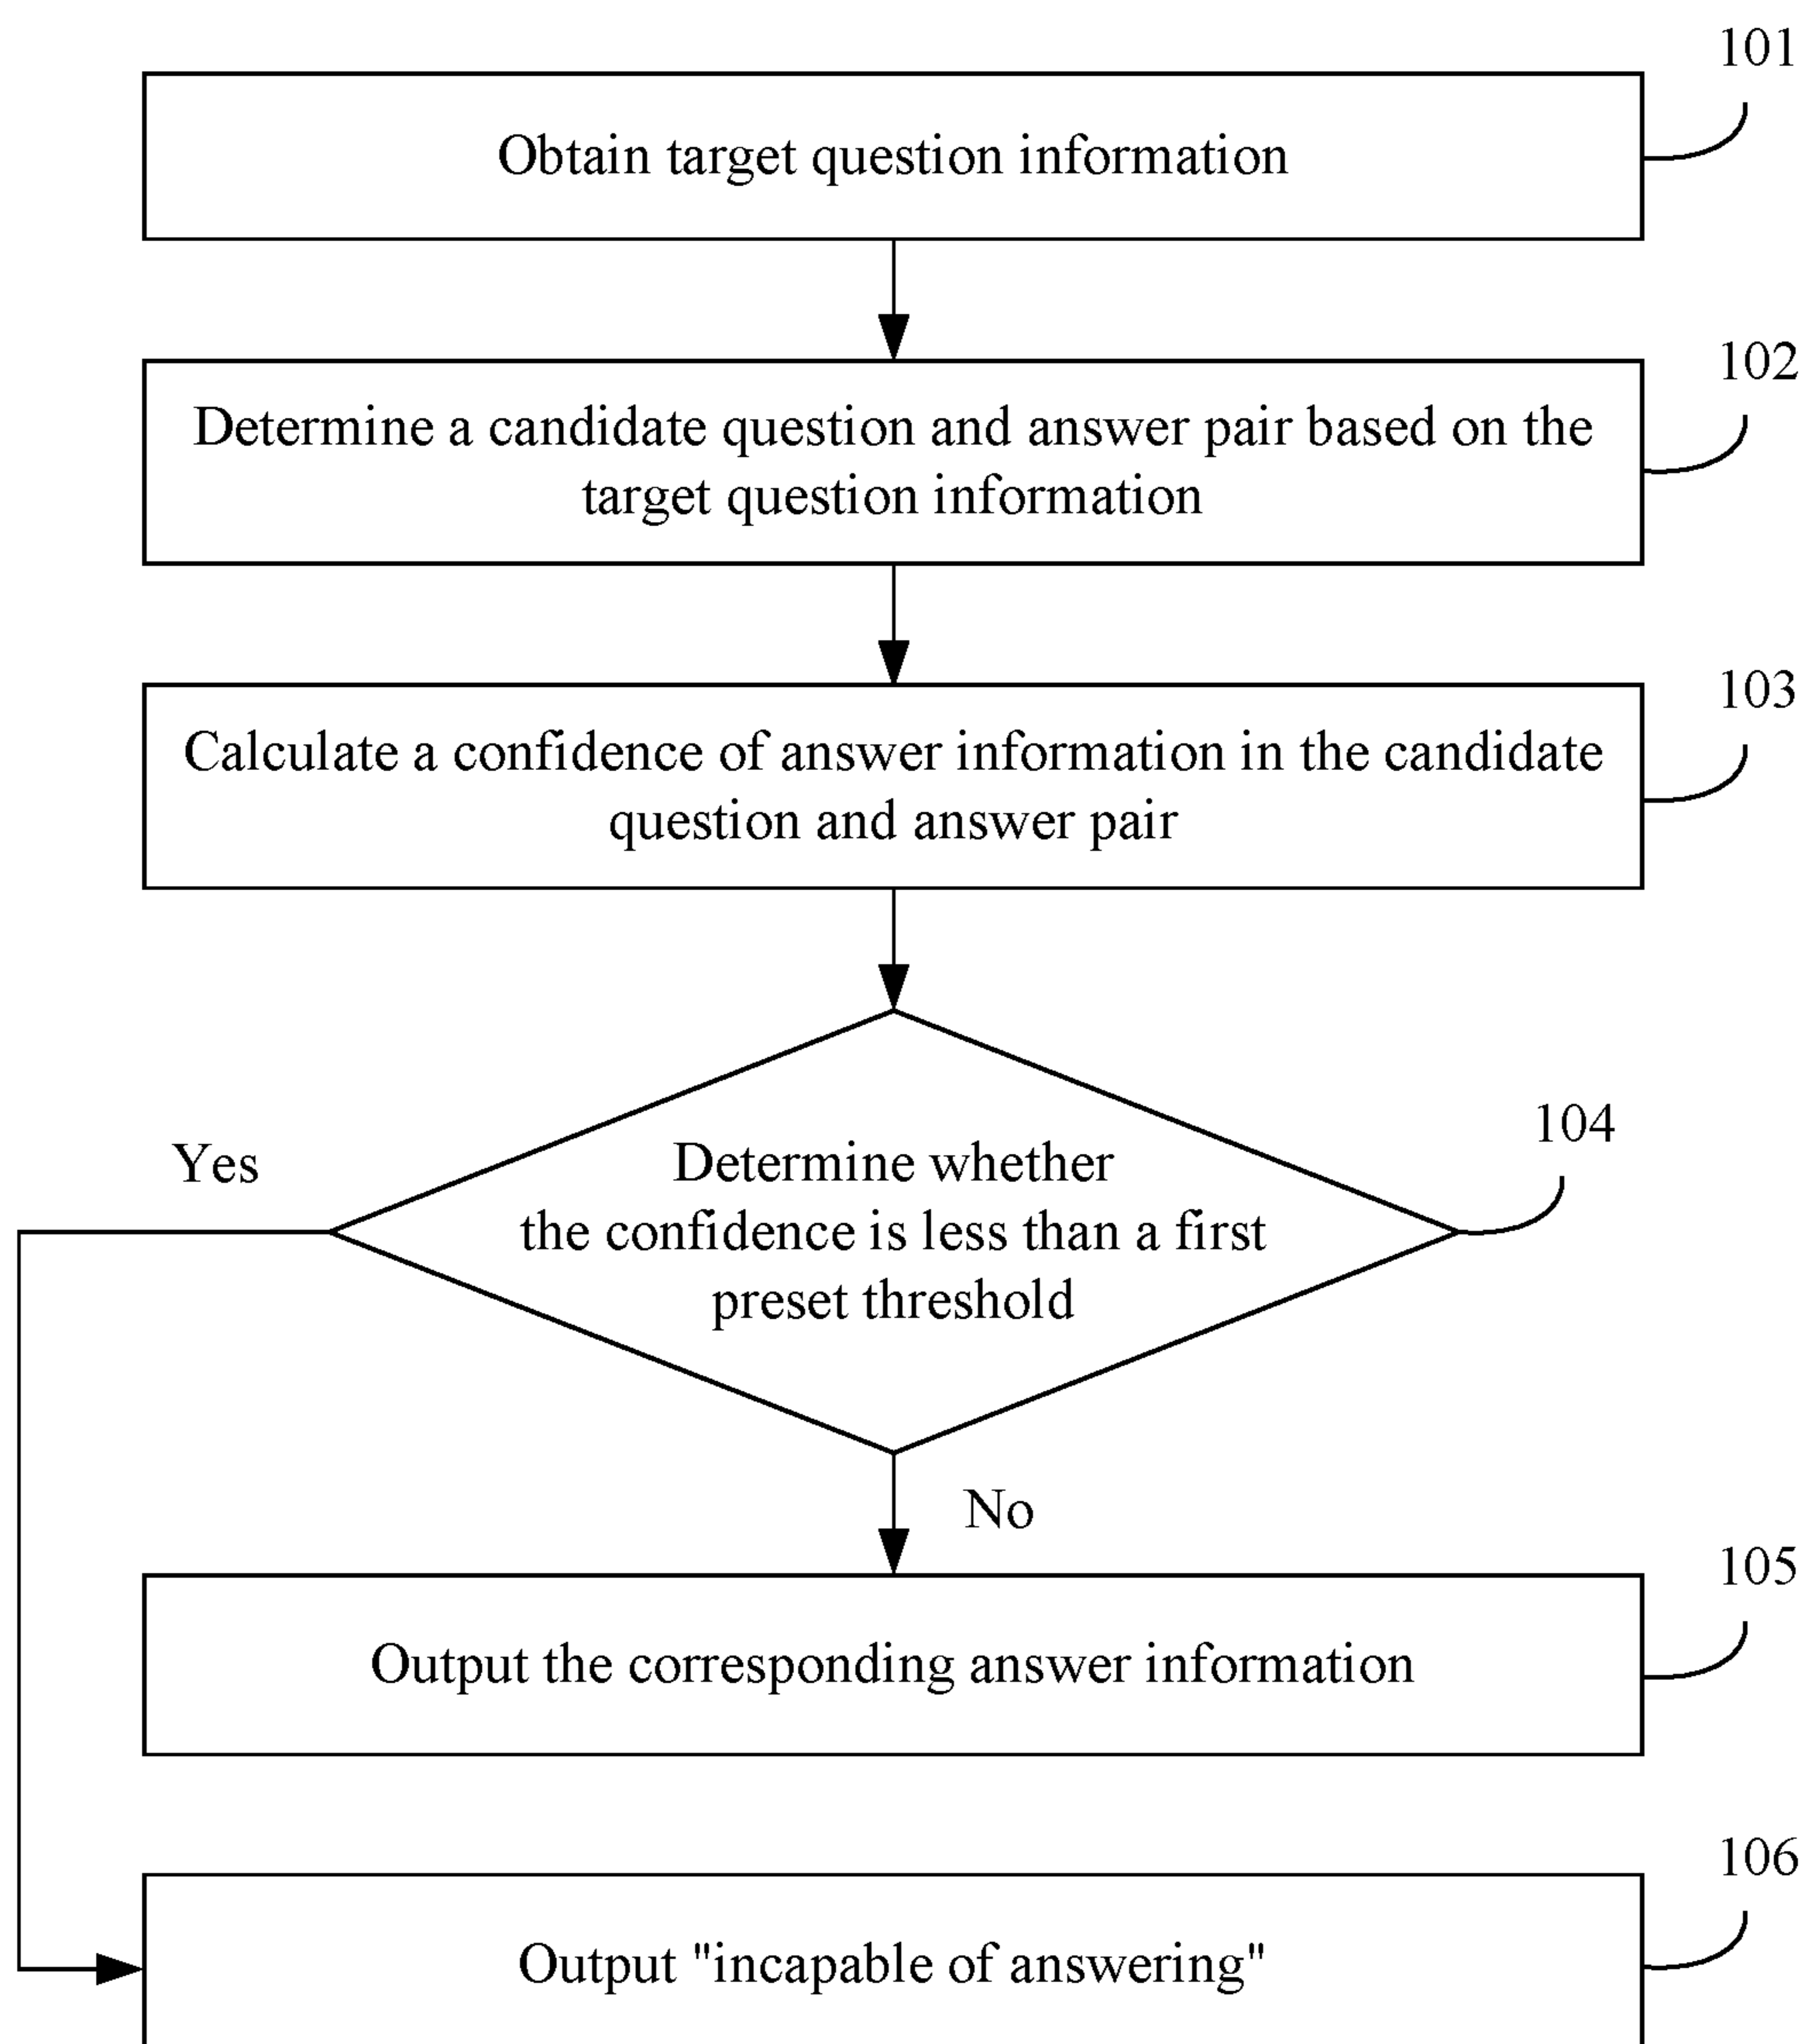 101
Obtain target question information
102
Determine a candidate question and answer pair based on the
target question information
103
Calculate a confidence of answer information in the candidate
question and answer pair
104
Yes
Determine whether
the confidence is less than a first
preset threshold
No
105
Output the corresponding answer information
106
Output "incapable of answering"